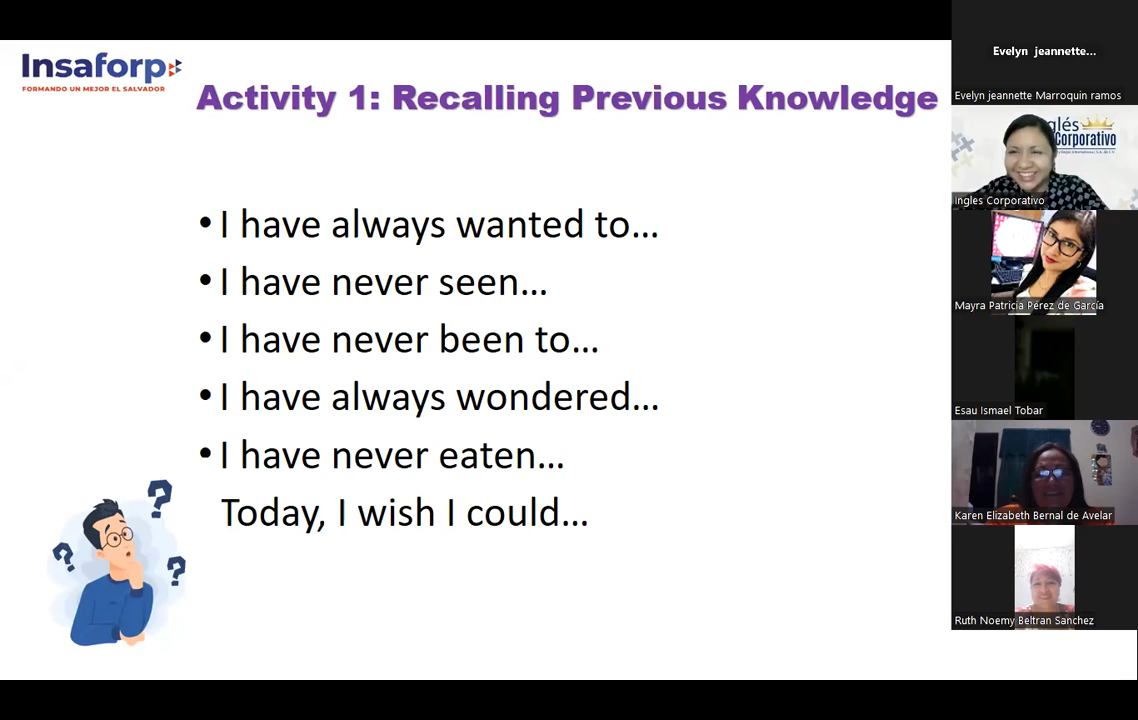 Insaforp
FORMANDO UN MEJOR EL SALVADOR
Activity 1: Recalling Previous Knowledge
• I have always wanted to...
• I have never seen...
• I have never been to...
• I have always wondered...
• I have never eaten...
Today, I wish I could...
? ? ?
Evelyn jeannette...
Evelyn jeannette Marroquin ramos
glés
Corporativo
Ingles Corporativo
Mayra Patricia Pérez de García
Esau Ismael Tobar
Karen Elizabeth Bernal de Avelar
Ruth Noemy Beltran Sanchez